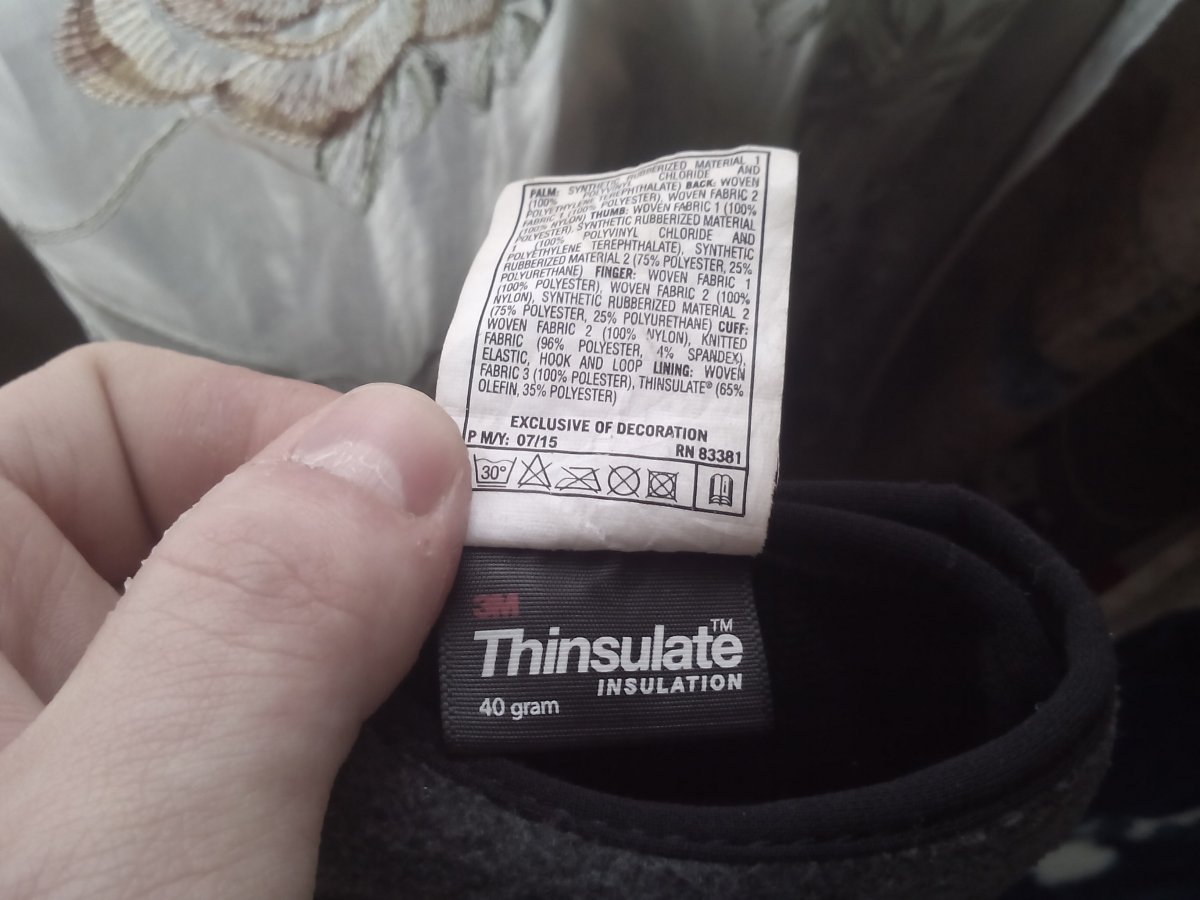 PALM: SYNTHETIC RUBBERIZED MATERIAL 1
(100% POLYVINYL CHLORIDE AND
POLYETHYLENE TEREPHTHALATE) BACK: WOVEN
FABRIC 1 (100% POLYESTER), WOVEN FABRIC 2
(100% NYLON) THUMB: WOVEN FABRIC 1 (100%
POLYESTER), SYNTHETIC RUBBERIZED MATERIAL
1 (100% POLYVINYL CHLORIDE AND
POLYETHYLENE TEREPHTHALATE), SYNTHETIC
RUBBERIZED MATERIAL 2 (75% POLYESTER, 25%
POLYURETHANE) FINGER: WOVEN FABRIC 1
(100% POLYESTER), WOVEN FABRIC 2 (100%
NYLON), SYNTHETIC RUBBERIZED MATERIAL 2
(75% POLYESTER, 25% POLYURETHANE) CUFF:
WOVEN FABRIC 2 (100% NYLON), KNITTED
FABRIC (96% POLYESTER, 4% SPANDEX),
ELASTIC, HOOK AND LOOP LINING: WOVEN
FABRIC 3 (100% POLESTER), THINSULATE® (65%
OLEFIN, 35% POLYESTER)
EXCLUSIVE OF DECORATION
P M/Y: 07/15 RN 83381
30°
3M
Thinsulate™
INSULATION
40 gram